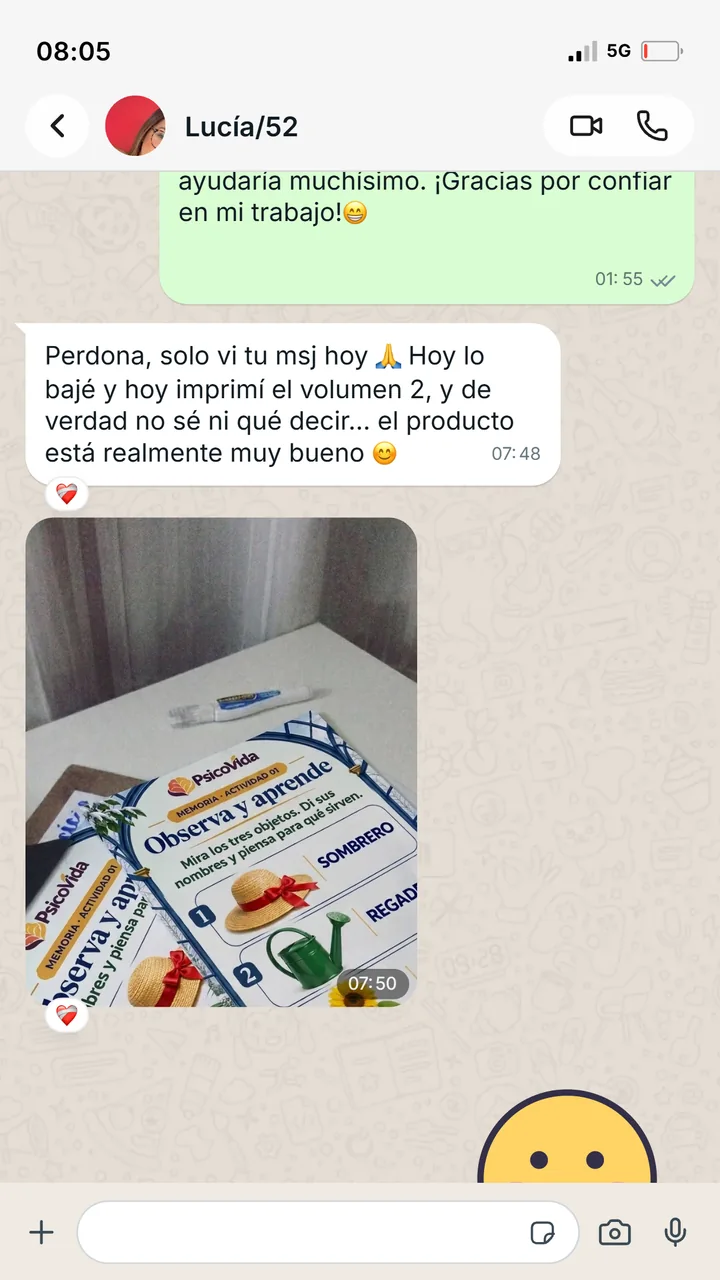 08:05
5G
Lucía/52
ayudaría muchísimo. ¡Gracias por confiar
en mi trabajo!😁
01:55
Perdona, solo vi tu msj hoy 🙏 Hoy lo
bajé y hoy imprimí el volumen 2, y de
verdad no sé ni qué decir... el producto
está realmente muy bueno 😊
07:48
PsicoVida
MEMORIA · ACTIVIDAD 01
Observa y aprende
Mira los tres objetos. Di sus
nombres y piensa para qué sirven.
1
SOMBRERO
2
PsicoVida
MEMORIA · ACTIVIDAD 01
07:50